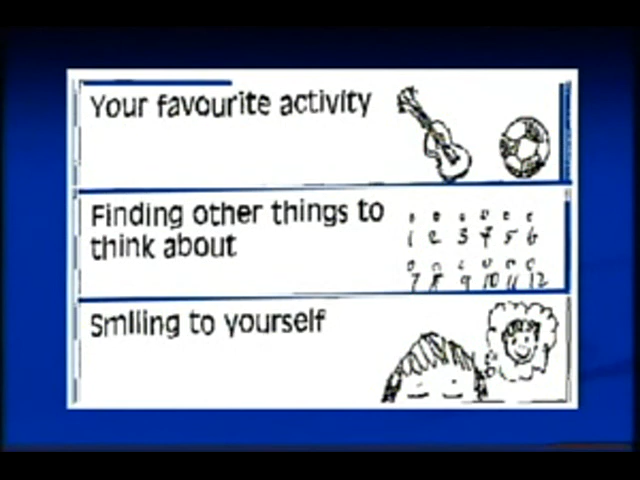 Your favourite activity
Finding other things to
think about
1 2 3 4 5 6
7 8 9 10 11 12
Smiling to yourself